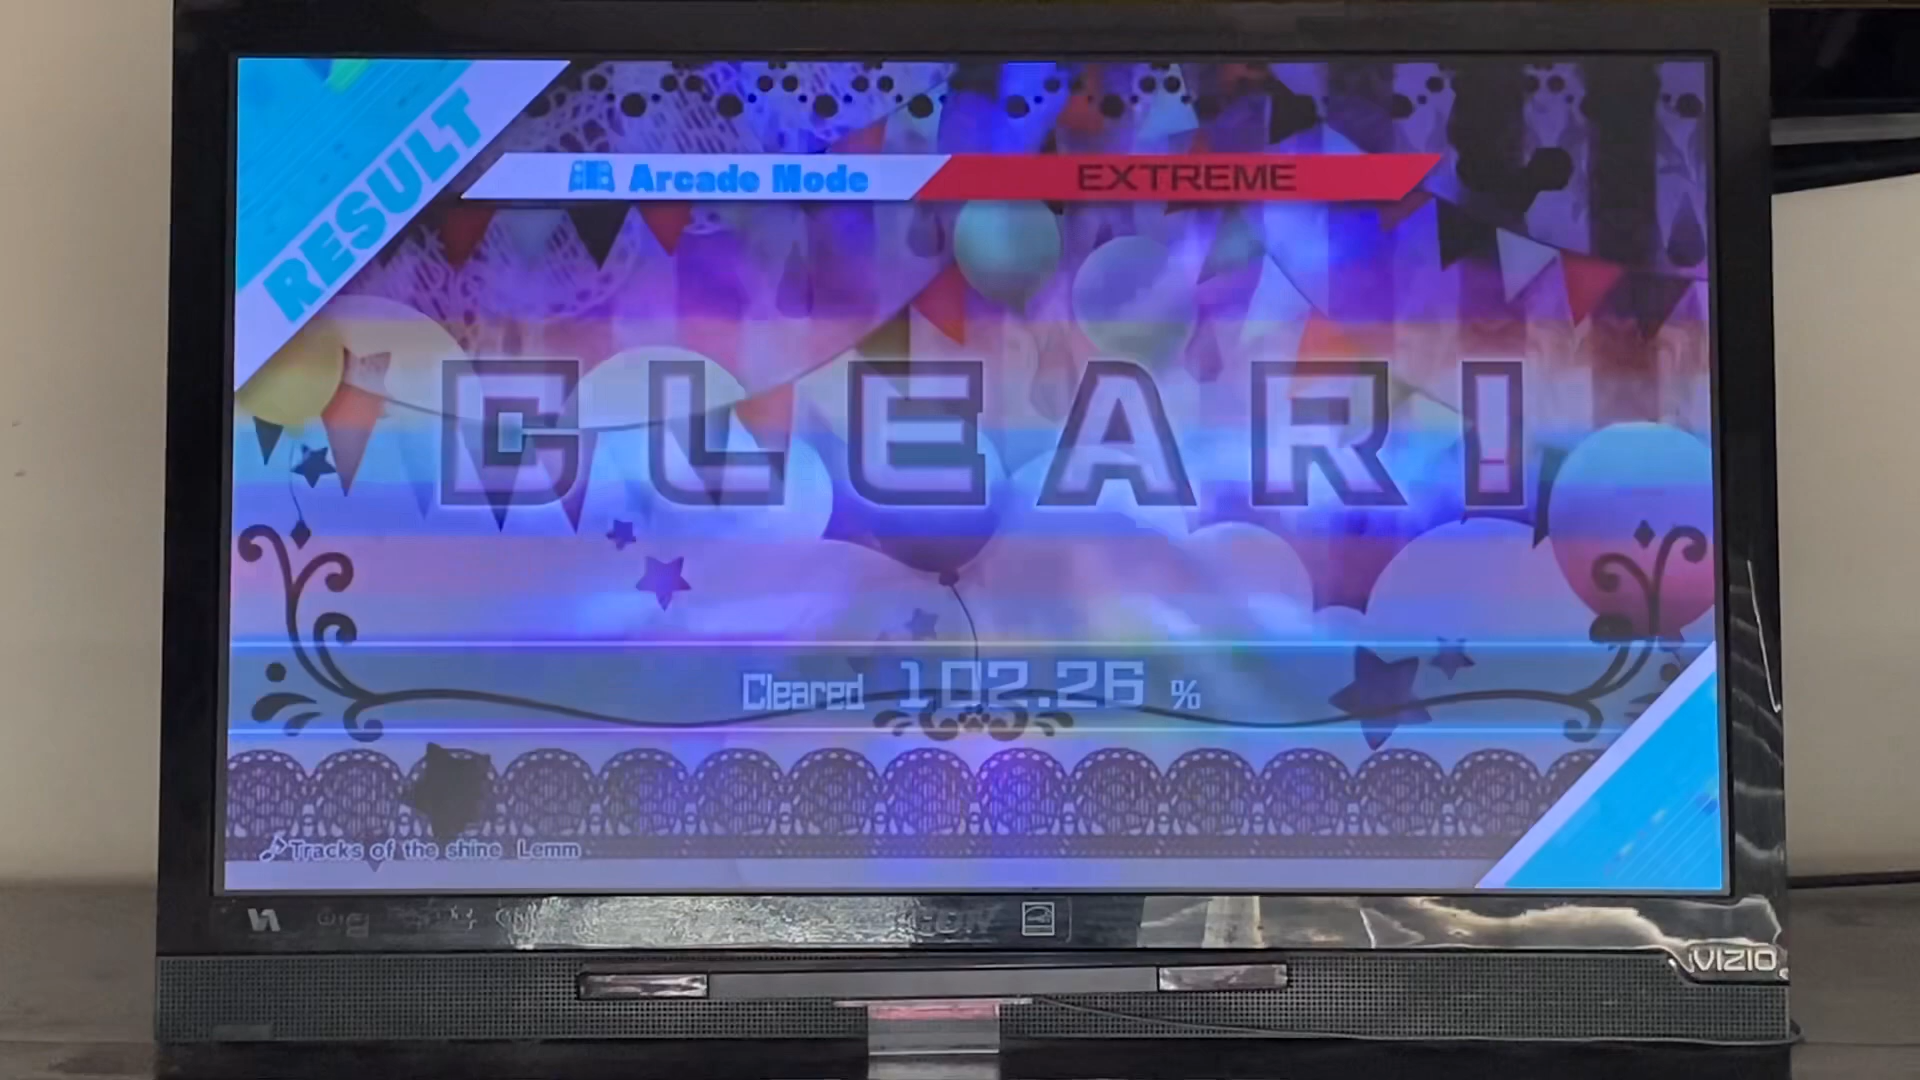 RESULT
Arcade Mode
EXTREME
CLEAR!
Cleared 102.26 %
Tracks of the shine Lemm
VIZIO